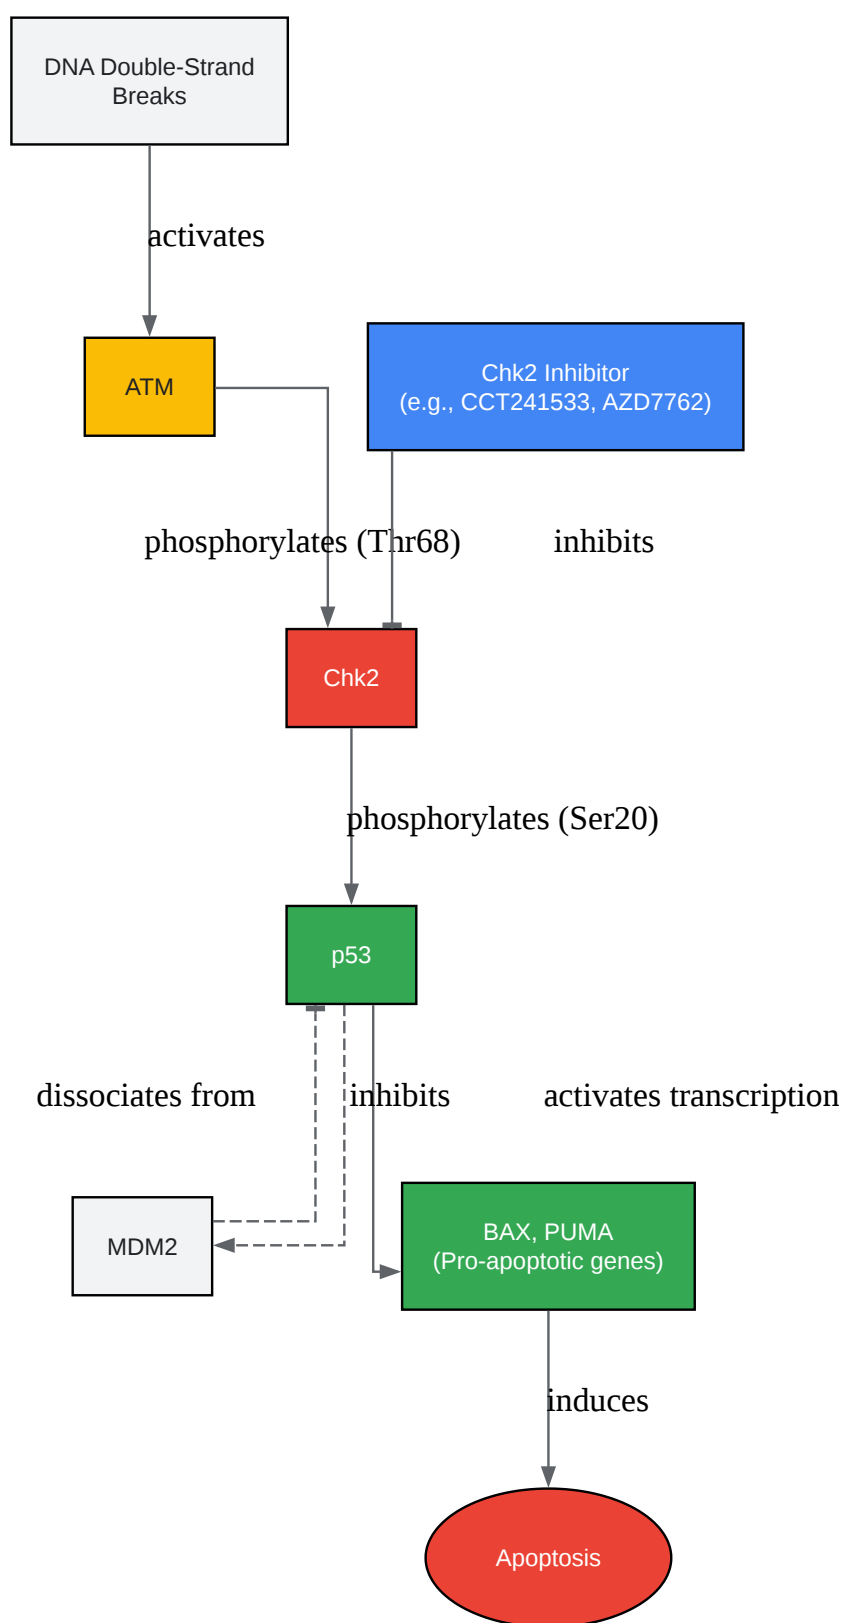 DNA Double-Strand
Breaks
activates
ATM
Chk2 Inhibitor
(e.g., CCT241533, AZD7762)
phosphorylates (Thr68)
inhibits
Chk2
phosphorylates (Ser20)
p53
dissociates from
inhibits
activates transcription
MDM2
BAX, PUMA
(Pro-apoptotic genes)
induces
Apoptosis